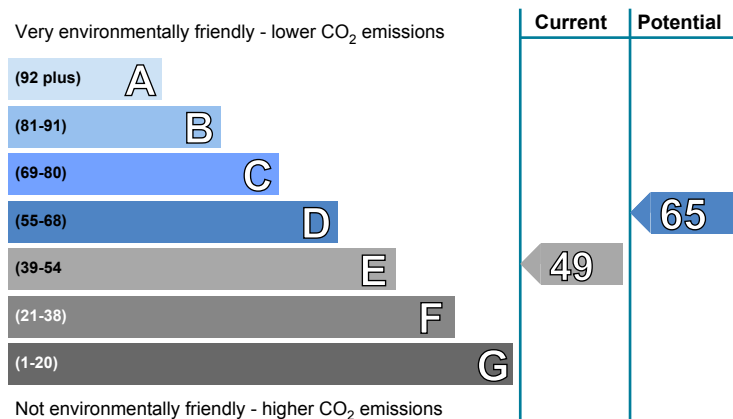 Current Potential
Very environmentally friendly - lower CO2 emissions
(92 plus) A
(81-91) B
(69-80) C
(55-68) D
65
(39-54 E
49
(21-38) F
(1-20) G
Not environmentally friendly - higher CO2 emissions